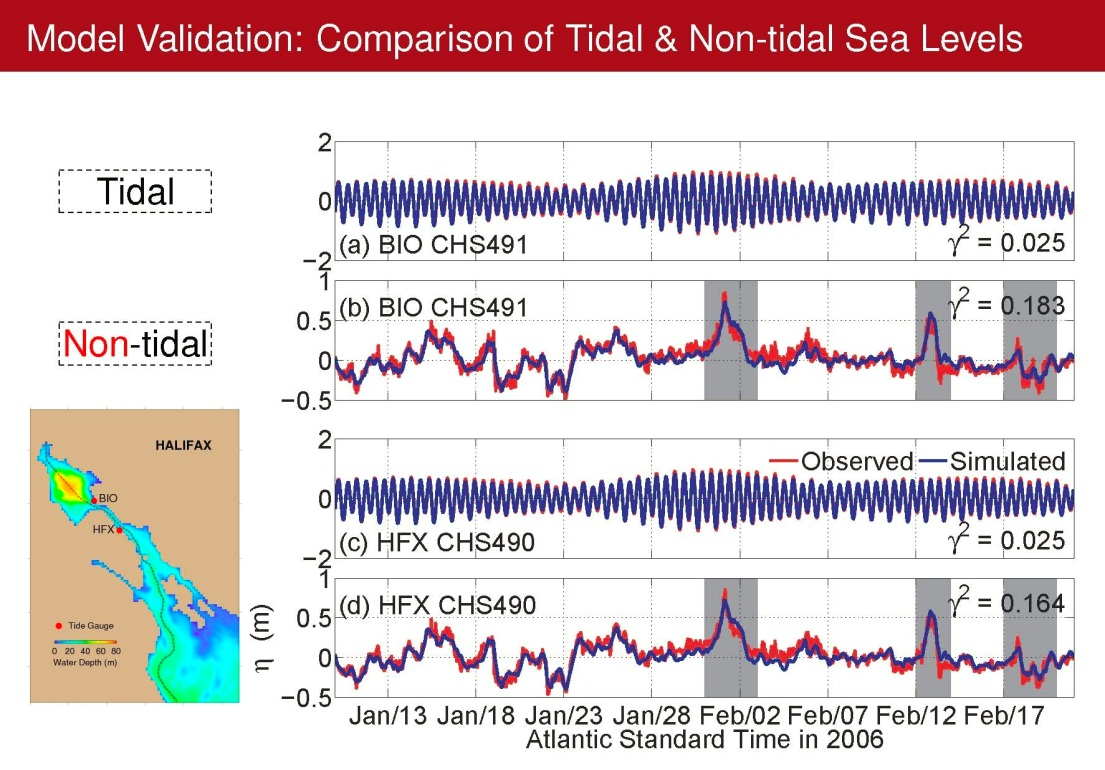 Model Validation: Comparison of Tidal & Non-tidal Sea Levels
Tidal
2
0
−2
(a) BIO CHS491
γ² = 0.025
Non-tidal
1
0.5
0
−0.5
(b) BIO CHS491
γ² = 0.183
HALIFAX
BIO
HFX
Tide Gauge
0 20 40 60 80
Water Depth (m)
2
0
−2
Observed
Simulated
(c) HFX CHS490
γ² = 0.025
1
0.5
0
−0.5
(d) HFX CHS490
γ² = 0.164
η (m)
Jan/13 Jan/18 Jan/23 Jan/28 Feb/02 Feb/07 Feb/12 Feb/17
Atlantic Standard Time in 2006